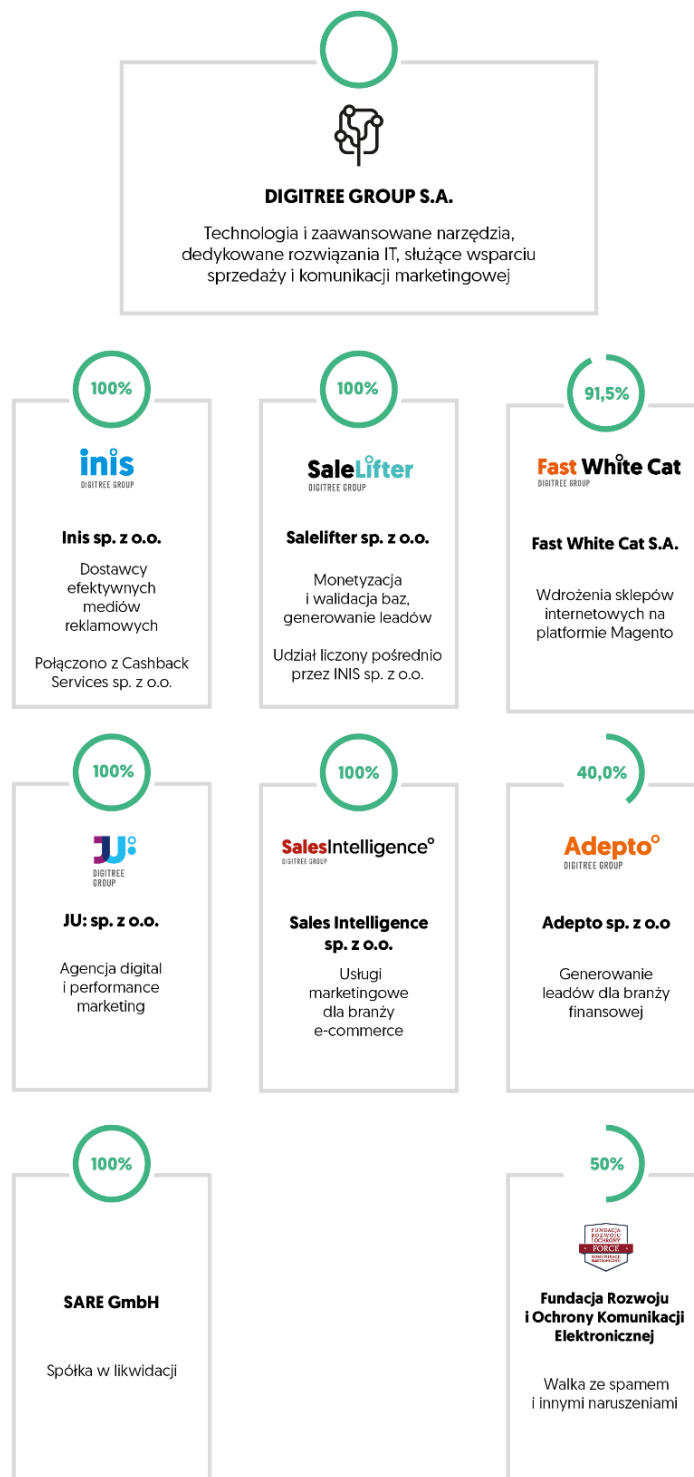 DIGITREE GROUP S.A.
Technologia i zaawansowane narzędzia,
dedykowane rozwiązania IT, służące wsparciu
sprzedaży i komunikacji marketingowej
100%
inis
DIGITREE GROUP
Inis sp. z o.o.
Dostawcy
efektywnych
mediów
reklamowych
Połączono z Cashback
Services sp. z o.o.
100%
SaleLifter
DIGITREE GROUP
Salelifter sp. z o.o.
Monetyzacja
i walidacja baz,
generowanie leadów
Udział liczony pośrednio
przez INIS sp. z o.o.
91,5%
Fast White Cat
DIGITREE GROUP
Fast White Cat S.A.
Wdrożenia sklepów
internetowych na
platformie Magento
100%
JU:
DIGITREE
GROUP
JU: sp. z o.o.
Agencja digital
i performance
marketing
100%
SalesIntelligence
DIGITREE GROUP
Sales Intelligence
sp. z o.o.
Usługi
marketingowe
dla branży
e-commerce
40,0%
Adepto
DIGITREE GROUP
Adepto sp. z o.o
Generowanie
leadów dla branży
finansowej
100%
SARE GmbH
Spółka w likwidacji
50%
FUNDACJA
ROZWOJU
I OCHRONY
FORCE
KOMUNIKACJI
ELEKTRONICZNEJ
Fundacja Rozwoju
i Ochrony Komunikacji
Elektronicznej
Walka ze spamem
i innymi naruszeniami